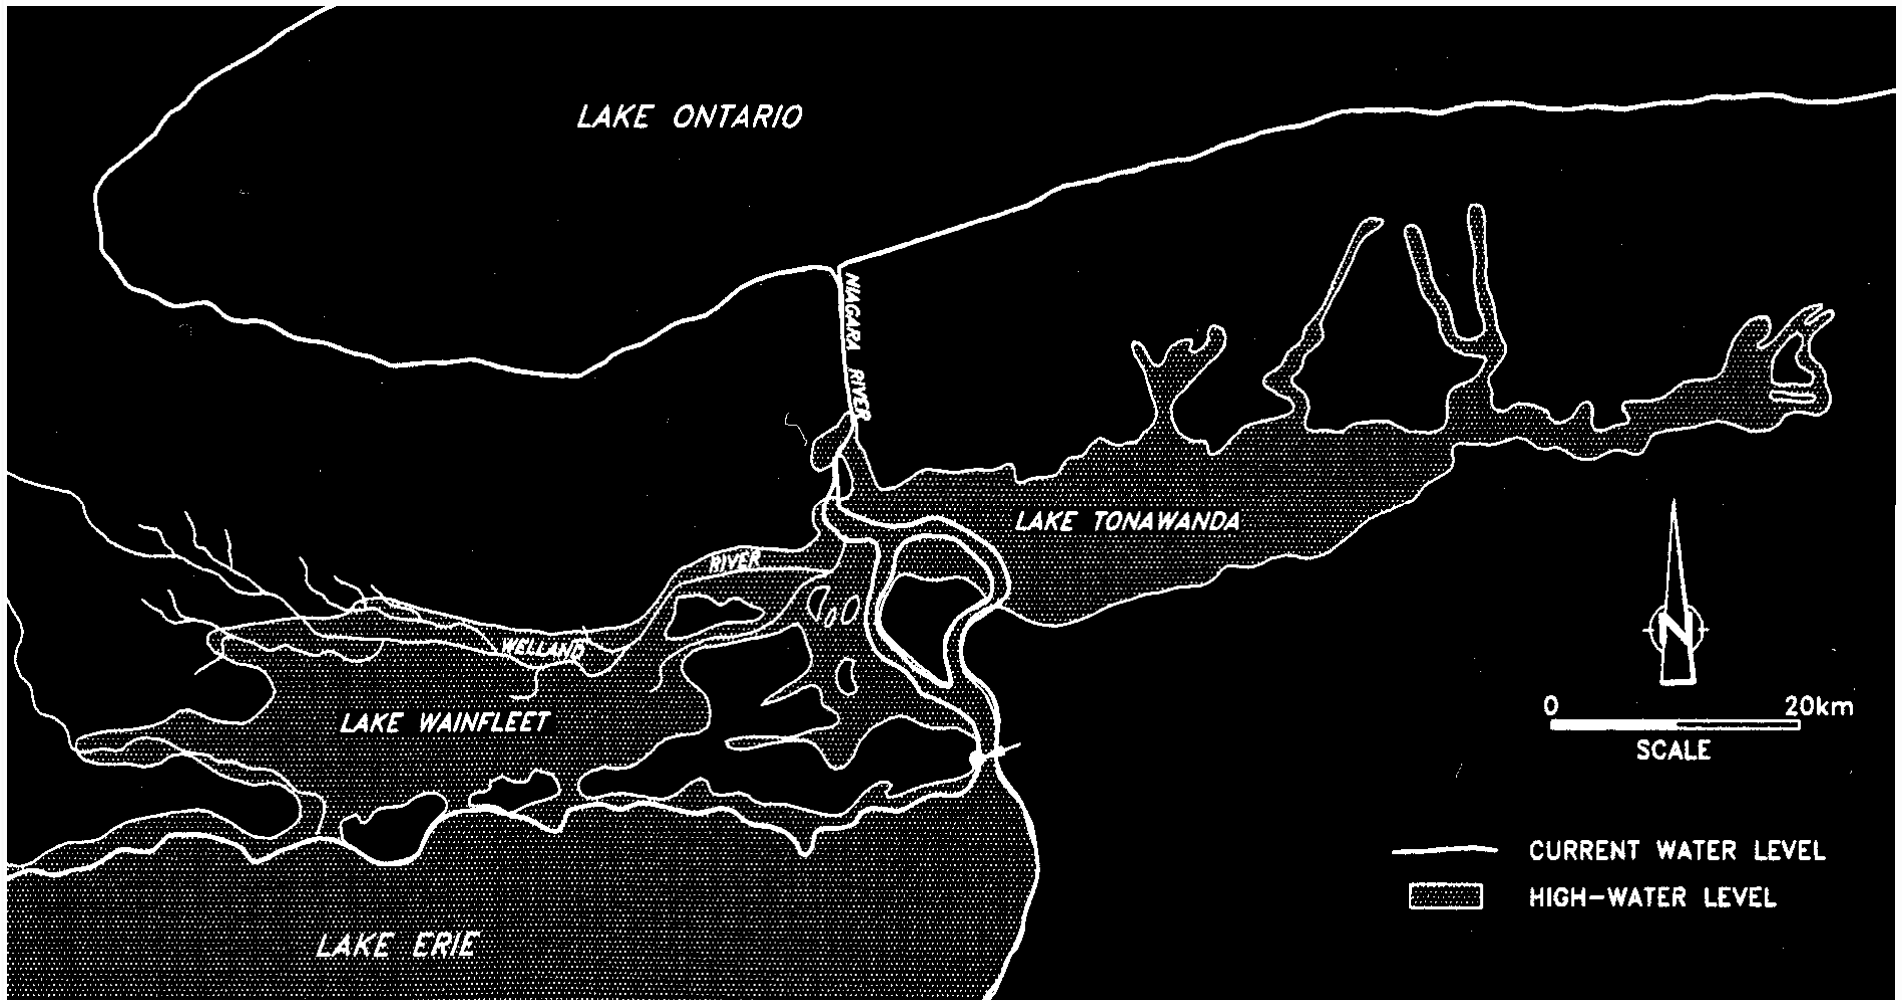 LAKE ONTARIO
NIAGARA RIVER
LAKE TONAWANDA
RIVER
WELLAND
LAKE WAINFLEET
N
0 20km
SCALE
CURRENT WATER LEVEL
HIGH-WATER LEVEL
LAKE ERIE